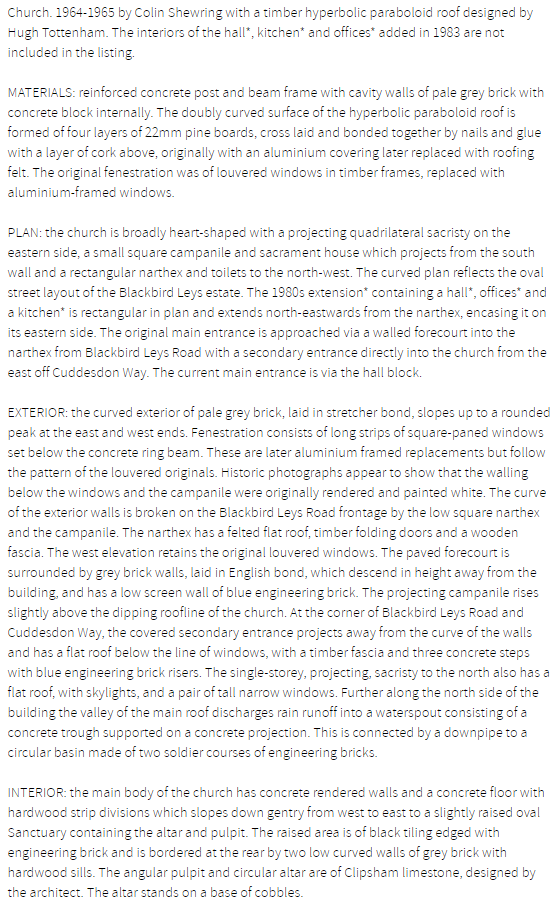 Church. 1964-1965 by Colin Shewring with a timber hyperbolic paraboloid roof designed by
Hugh Tottenham. The interiors of the hall*, kitchen* and offices* added in 1983 are not
included in the listing.
MATERIALS: reinforced concrete post and beam frame with cavity walls of pale grey brick with
concrete block internally. The doubly curved surface of the hyperbolic paraboloid roof is
formed of four layers of 22mm pine boards, cross laid and bonded together by nails and glue
with a layer of cork above, originally with an aluminium covering later replaced with roofing
felt. The original fenestration was of louvered windows in timber frames, replaced with
aluminium-framed windows.
PLAN: the church is broadly heart-shaped with a projecting quadrilateral sacristy on the
eastern side, a small square campanile and sacrament house which projects from the south
wall and a rectangular narthex and toilets to the north-west. The curved plan reflects the oval
street layout of the Blackbird Leys estate. The 1980s extension* containing a hall*, offices* and
a kitchen* is rectangular in plan and extends north-eastwards from the narthex, encasing it on
its eastern side. The original main entrance is approached via a walled forecourt into the
narthex from Blackbird Leys Road with a secondary entrance directly into the church from the
east off Cuddesdon Way. The current main entrance is via the hall block.
EXTERIOR: the curved exterior of pale grey brick, laid in stretcher bond, slopes up to a rounded
peak at the east and west ends. Fenestration consists of long strips of square-paned windows
set below the concrete ring beam. These are later aluminium framed replacements but follow
the pattern of the louvered originals. Historic photographs appear to show that the walling
below the windows and the campanile were originally rendered and painted white. The curve
of the exterior walls is broken on the Blackbird Leys Road frontage by the low square narthex
and the campanile. The narthex has a felted flat roof, timber folding doors and a wooden
fascia. The west elevation retains the original louvered windows. The paved forecourt is
surrounded by grey brick walls, laid in English bond, which descend in height away from the
building, and has a low screen wall of blue engineering brick. The projecting campanile rises
slightly above the dipping roofline of the church. At the corner of Blackbird Leys Road and
Cuddesdon Way, the covered secondary entrance projects away from the curve of the walls
and has a flat roof below the line of windows, with a timber fascia and three concrete steps
with blue engineering brick risers. The single-storey, projecting, sacristy to the north also has a
flat roof, with skylights, and a pair of tall narrow windows. Further along the north side of the
building the valley of the main roof discharges rain runoff into a waterspout consisting of a
concrete trough supported on a concrete projection. This is connected by a downpipe to a
circular basin made of two soldier courses of engineering bricks.
INTERIOR: the main body of the church has concrete rendered walls and a concrete floor with
hardwood strip divisions which slopes down gentry from west to east to a slightly raised oval
Sanctuary containing the altar and pulpit. The raised area is of black tiling edged with
engineering brick and is bordered at the rear by two low curved walls of grey brick with
hardwood sills. The angular pulpit and circular altar are of Clipsham limestone, designed by
the architect. The altar stands on a base of cobbles.